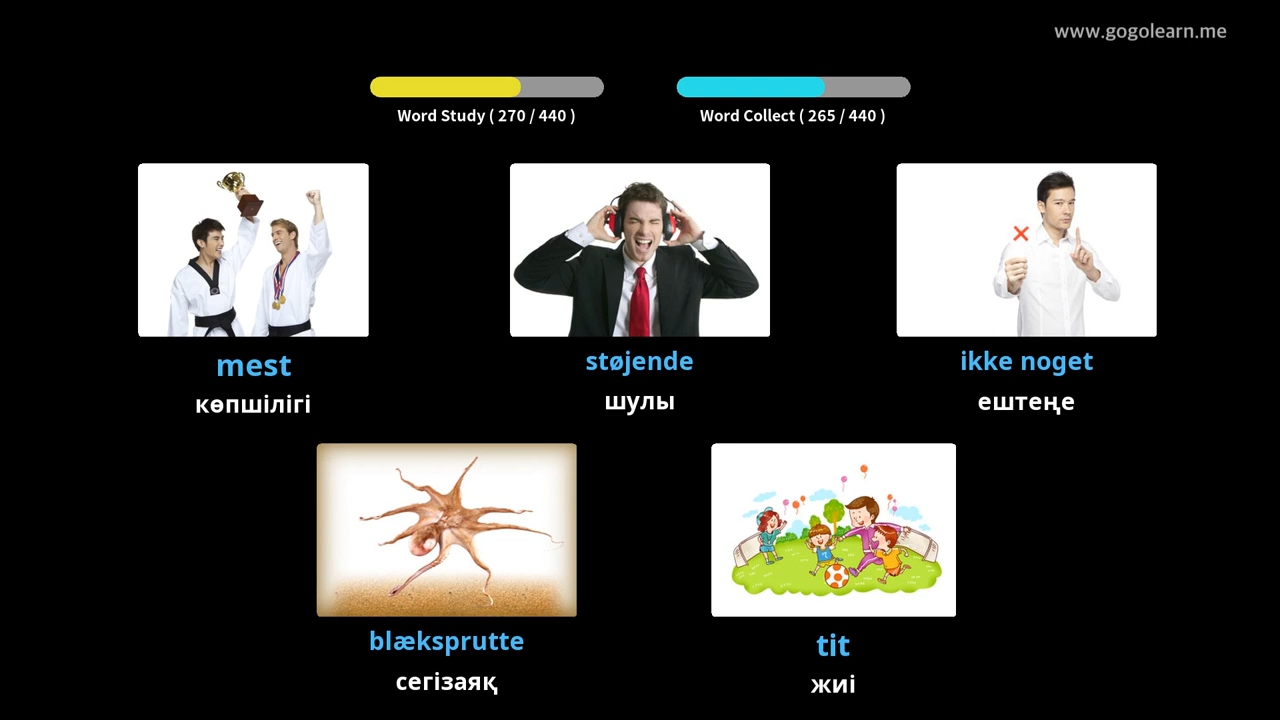 www.gogolearn.me
Word Study ( 270 / 440 )
Word Collect ( 265 / 440 )
mest
көпшілігі
støjende
шулы
ikke noget
ештеңе
blæksprutte
сегізаяқ
tit
жиі